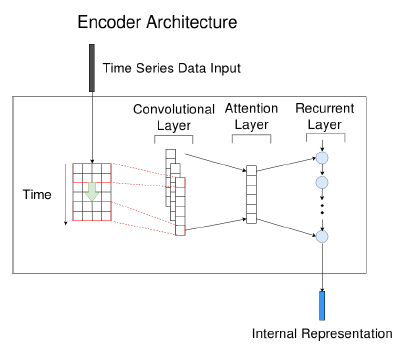 Encoder Architecture
Time Series Data Input
Convolutional
Layer
Attention
Layer
Recurrent
Layer
Time
Internal Representation